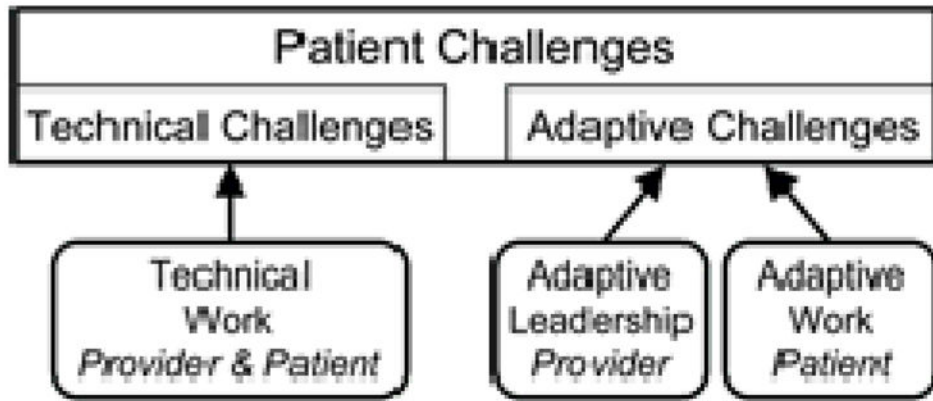 Patient Challenges
Technical Challenges
Adaptive Challenges
Technical
Work
Provider & Patient
Adaptive
Leadership
Provider
Adaptive
Work
Patient